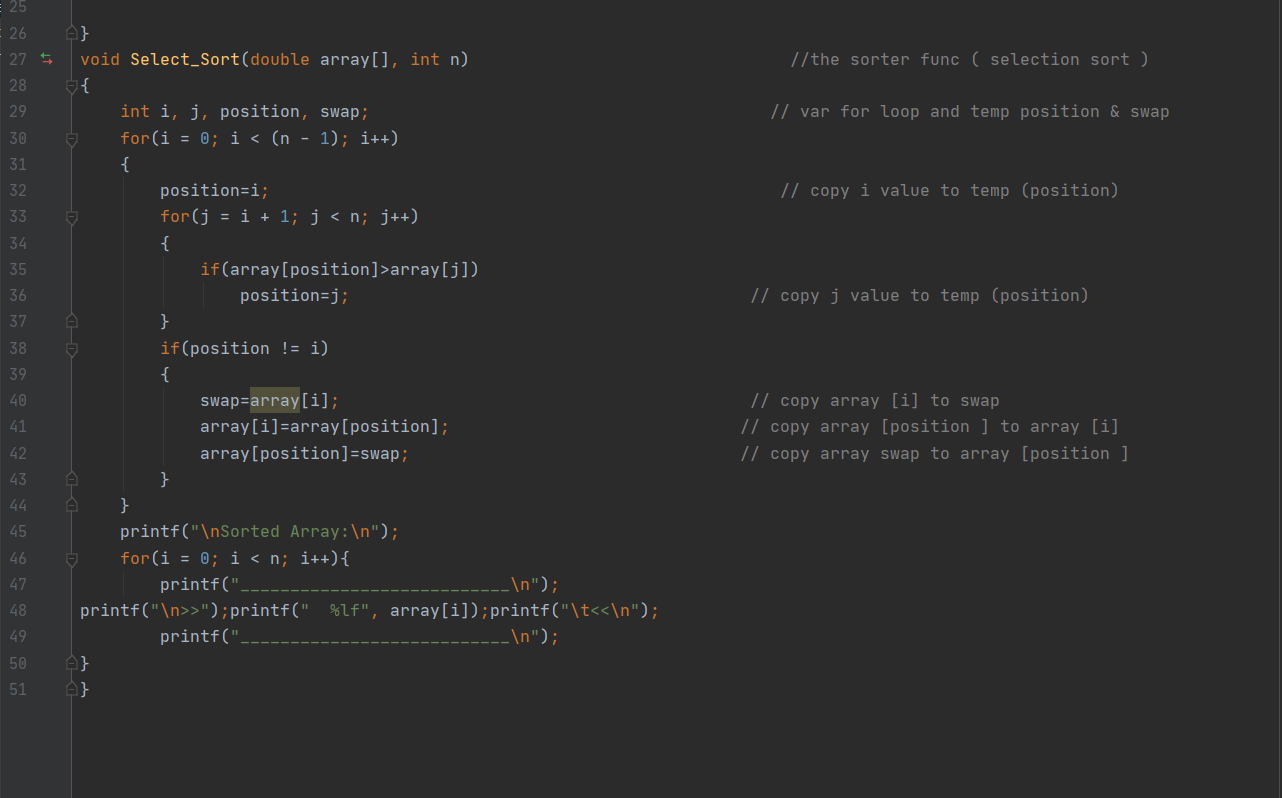 25
26 }
27 void Select_Sort(double array[], int n) //the sorter func ( selection sort )
28 {
29 int i, j, position, swap; // var for loop and temp position & swap
30 for(i = 0; i < (n - 1); i++)
31 {
32 position=i; // copy i value to temp (position)
33 for(j = i + 1; j < n; j++)
34 {
35 if(array[position]>array[j])
36 position=j; // copy j value to temp (position)
37 }
38 if(position != i)
39 {
40 swap=array[i]; // copy array [i] to swap
41 array[i]=array[position]; // copy array [position ] to array [i]
42 array[position]=swap; // copy array swap to array [position ]
43 }
44 }
45 printf("\nSorted Array:\n");
46 for(i = 0; i < n; i++){
47 printf("___________________________\n");
48 printf("\n>>");printf("  %lf", array[i]);printf("\t<<\n");
49 printf("___________________________\n");
50 }
51 }